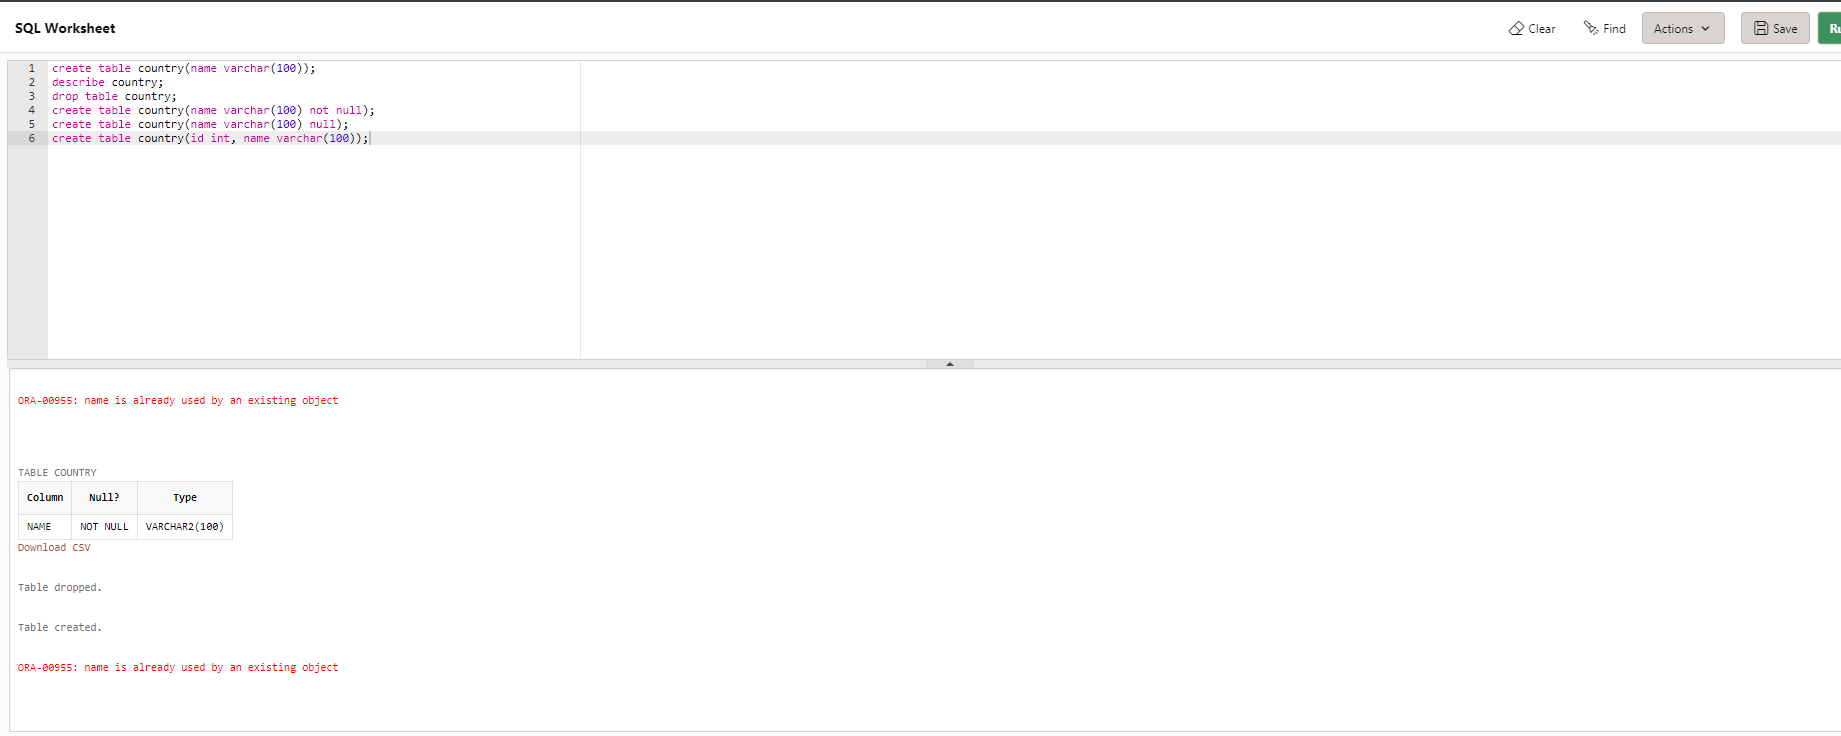 SQL Worksheet
Clear Find Actions Save
1 create table country(name varchar(100));
2 describe country;
3 drop table country;
4 create table country(name varchar(100) not null);
5 create table country(name varchar(100) null);
6 create table country(id int, name varchar(100));
ORA-00955: name is already used by an existing object
TABLE COUNTRY
Column Null? Type
NAME NOT NULL VARCHAR2(100)
Download CSV
Table dropped.
Table created.
ORA-00955: name is already used by an existing object